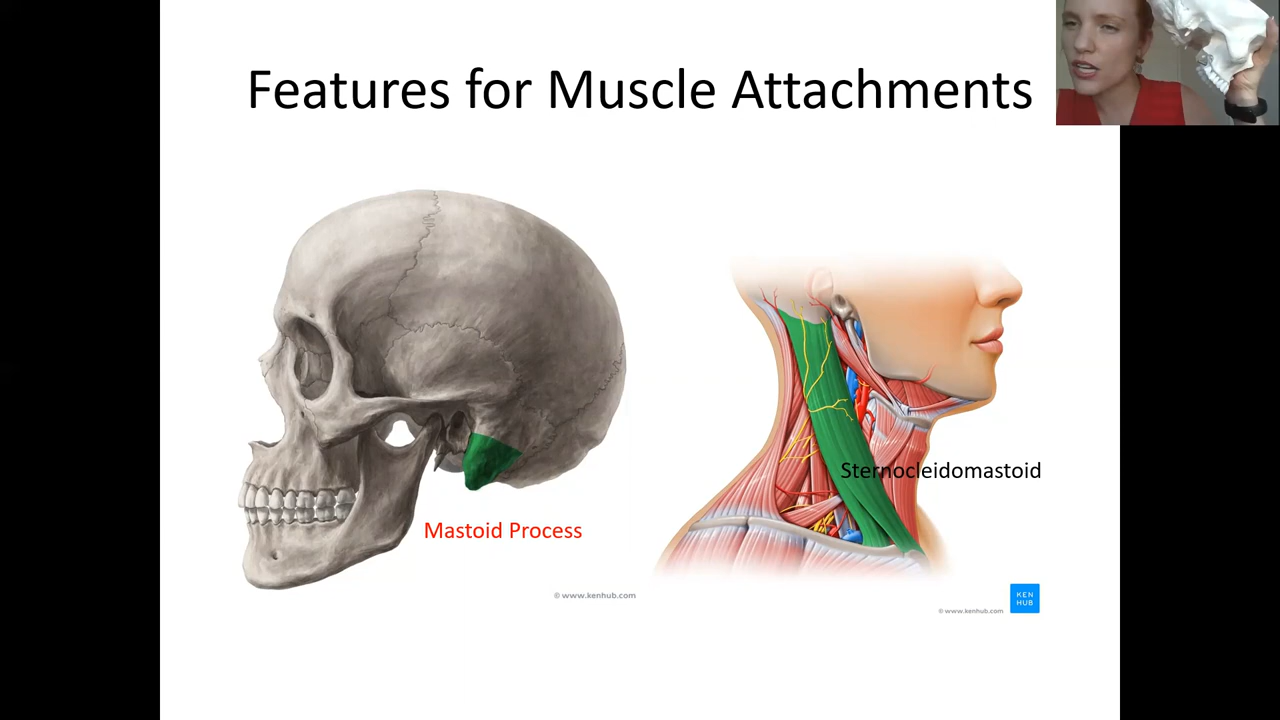 Features for Muscle Attachments
Sternocleidomastoid
Mastoid Process
© www.kenhub.com
KEN
HUB
© www.kenhub.com